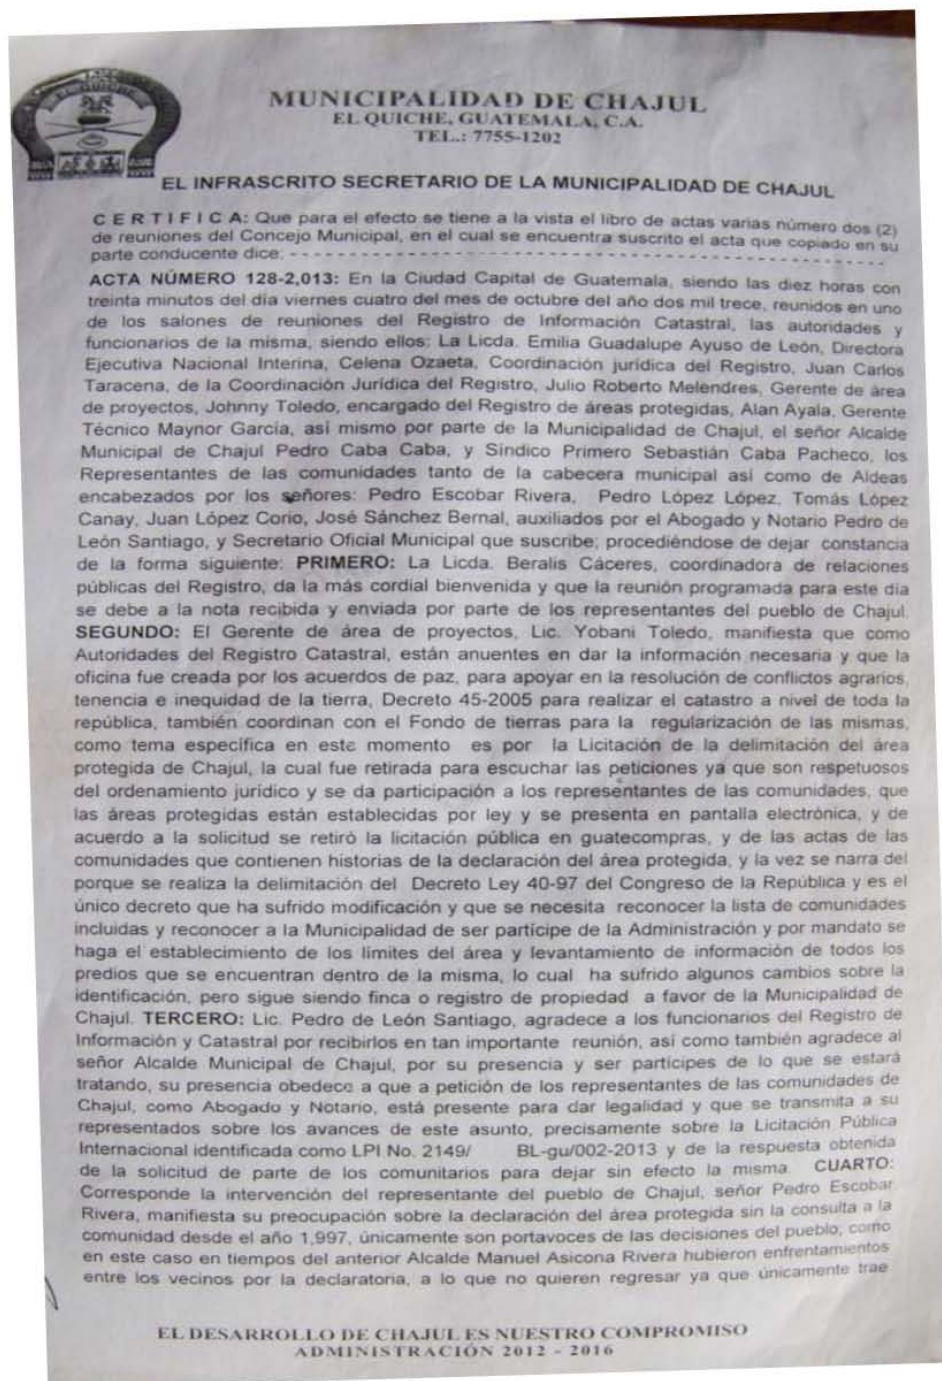 MUNICIPALIDAD DE CHAJUL
EL QUICHE, GUATEMALA, C.A.
TEL.: 7755-1202
EL INFRASCRITO SECRETARIO DE LA MUNICIPALIDAD DE CHAJUL
C E R T I F I C A: Que para el efecto se tiene a la vista el libro de actas varias número dos (2)
de reuniones del Concejo Municipal, en el cual se encuentra suscrito el acta que copiado en su
parte conducente dice: - - - - - - - - - - - - - - - - - - - - - - - - - - - - - - - - - - - - - - - - - - - - - - - - - - - - - -
ACTA NÚMERO 128-2,013: En la Ciudad Capital de Guatemala, siendo las diez horas con
treinta minutos del día viernes cuatro del mes de octubre del año dos mil trece, reunidos en uno
de los salones de reuniones del Registro de Información Catastral, las autoridades y
funcionarios de la misma, siendo ellos: La Licda. Emilia Guadalupe Ayuso de León, Directora
Ejecutiva Nacional Interina, Celena Ozaeta, Coordinación jurídica del Registro, Juan Carlos
Taracena, de la Coordinación Jurídica del Registro, Julio Roberto Melendres, Gerente de área
de proyectos, Johnny Toledo, encargado del Registro de áreas protegidas, Alan Ayala, Gerente
Técnico Maynor García, así mismo por parte de la Municipalidad de Chajul, el señor Alcalde
Municipal de Chajul Pedro Caba Caba, y Síndico Primero Sebastián Caba Pacheco, los
Representantes de las comunidades tanto de la cabecera municipal así como de Aldeas
encabezados por los señores: Pedro Escobar Rivera, Pedro López López, Tomás López
Canay, Juan López Corio, José Sánchez Bernal, auxiliados por el Abogado y Notario Pedro de
León Santiago, y Secretario Oficial Municipal que suscribe; procediéndose de dejar constancia
de la forma siguiente: PRIMERO: La Licda. Beralis Cáceres, coordinadora de relaciones
públicas del Registro, da la más cordial bienvenida y que la reunión programada para este día
se debe a la nota recibida y enviada por parte de los representantes del pueblo de Chajul.
SEGUNDO: El Gerente de área de proyectos, Lic. Yobani Toledo, manifiesta que como
Autoridades del Registro Catastral, están anuentes en dar la información necesaria y que la
oficina fue creada por los acuerdos de paz, para apoyar en la resolución de conflictos agrarios,
tenencia e inequidad de la tierra, Decreto 45-2005 para realizar el catastro a nivel de toda la
república, también coordinan con el Fondo de tierras para la regularización de las mismas,
como tema especifica en este momento es por la Licitación de la delimitación del área
protegida de Chajul, la cual fue retirada para escuchar las peticiones ya que son respetuosos
del ordenamiento jurídico y se da participación a los representantes de las comunidades, que
las áreas protegidas están establecidas por ley y se presenta en pantalla electrónica, y de
acuerdo a la solicitud se retiró la licitación pública en guatecompras, y de las actas de las
comunidades que contienen historias de la declaración del área protegida, y la vez se narra del
porque se realiza la delimitación del Decreto Ley 40-97 del Congreso de la República y es el
único decreto que ha sufrido modificación y que se necesita reconocer la lista de comunidades
incluidas y reconocer a la Municipalidad de ser partícipe de la Administración y por mandato se
haga el establecimiento de los límites del área y levantamiento de información de todos los
predios que se encuentran dentro de la misma, lo cual ha sufrido algunos cambios sobre la
identificación, pero sigue siendo finca o registro de propiedad a favor de la Municipalidad de
Chajul. TERCERO: Lic. Pedro de León Santiago, agradece a los funcionarios del Registro de
Información y Catastral por recibirlos en tan importante reunión, así como también agradece al
señor Alcalde Municipal de Chajul, por su presencia y ser partícipes de lo que se estará
tratando, su presencia obedece a que a petición de los representantes de las comunidades de
Chajul, como Abogado y Notario, está presente para dar legalidad y que se transmita a su
representados sobre los avances de este asunto, precisamente sobre la Licitación Pública
Internacional identificada como LPI No. 2149/ BL-gu/002-2013 y de la respuesta obtenida
de la solicitud de parte de los comunitarios para dejar sin efecto la misma. CUARTO:
Corresponde la intervención del representante del pueblo de Chajul, señor Pedro Escobar
Rivera, manifiesta su preocupación sobre la declaración del área protegida sin la consulta a la
comunidad desde el año 1,997, únicamente son portavoces de las decisiones del pueblo, como
en este caso en tiempos del anterior Alcalde Manuel Asicona Rivera hubieron enfrentamientos
entre los vecinos por la declaratoria, a lo que no quieren regresar ya que únicamente trae
EL DESARROLLO DE CHAJUL ES NUESTRO COMPROMISO
ADMINISTRACIÓN 2012 - 2016